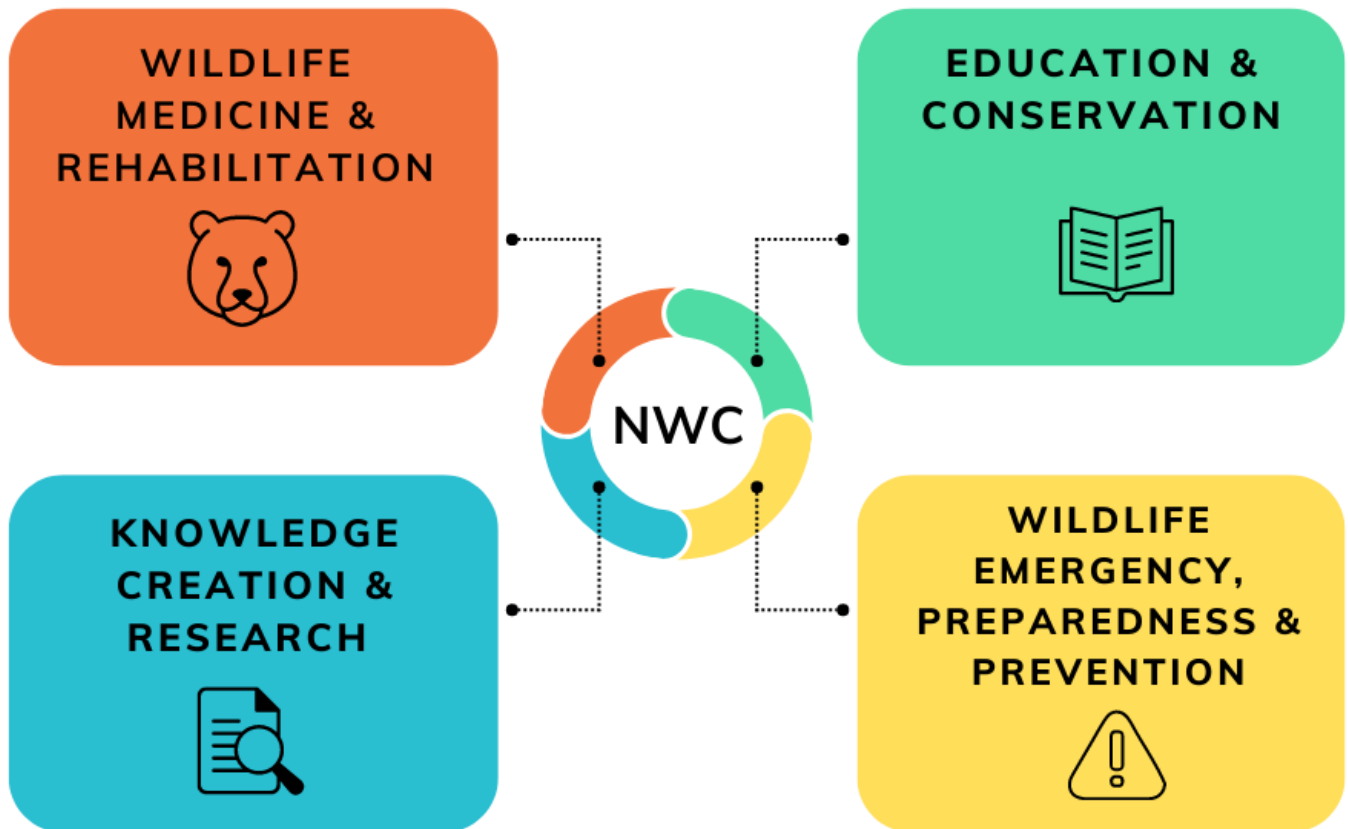 WILDLIFE
MEDICINE &
REHABILITATION
EDUCATION &
CONSERVATION
NWC
KNOWLEDGE
CREATION &
RESEARCH
WILDLIFE
EMERGENCY,
PREPAREDNESS &
PREVENTION